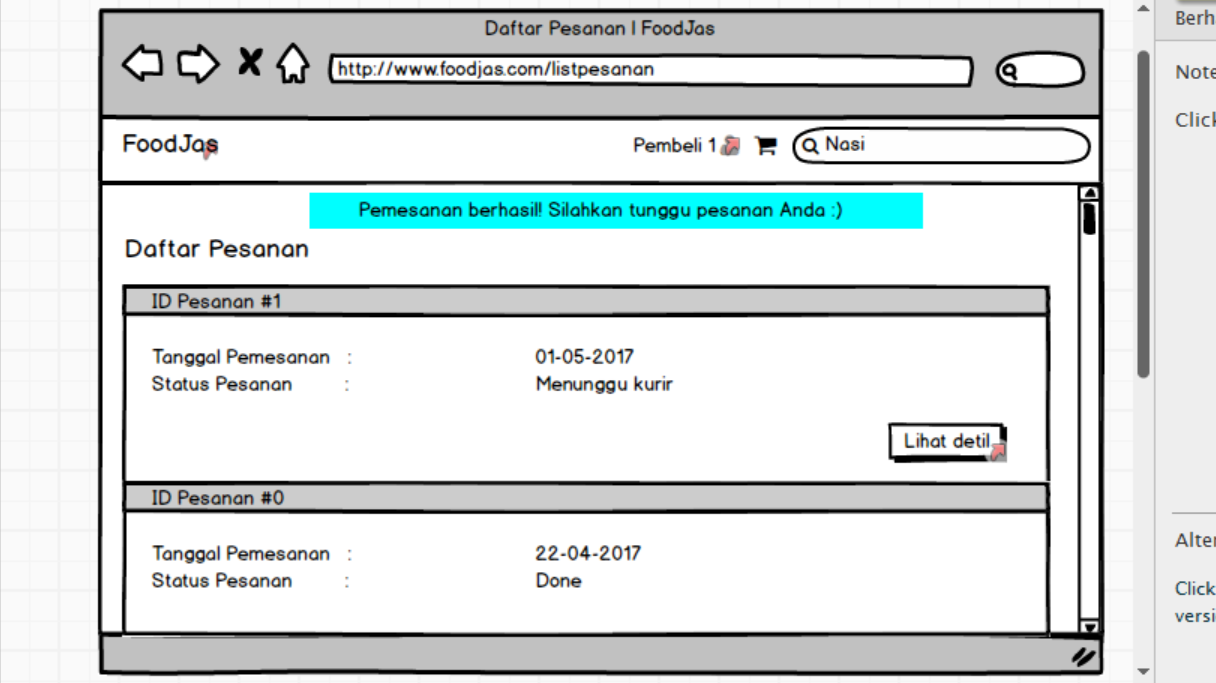 Daftar Pesanan | FoodJas
http://www.foodjas.com/listpesanan
FoodJas
Pembeli 1
Nasi
Pemesanan berhasil! Silahkan tunggu pesanan Anda :)
Daftar Pesanan
ID Pesanan #1
Tanggal Pemesanan : 01-05-2017
Status Pesanan : Menunggu kurir
Lihat detil
ID Pesanan #0
Tanggal Pemesanan : 22-04-2017
Status Pesanan : Done
Berh
Note
Click
Alter
Click
versi